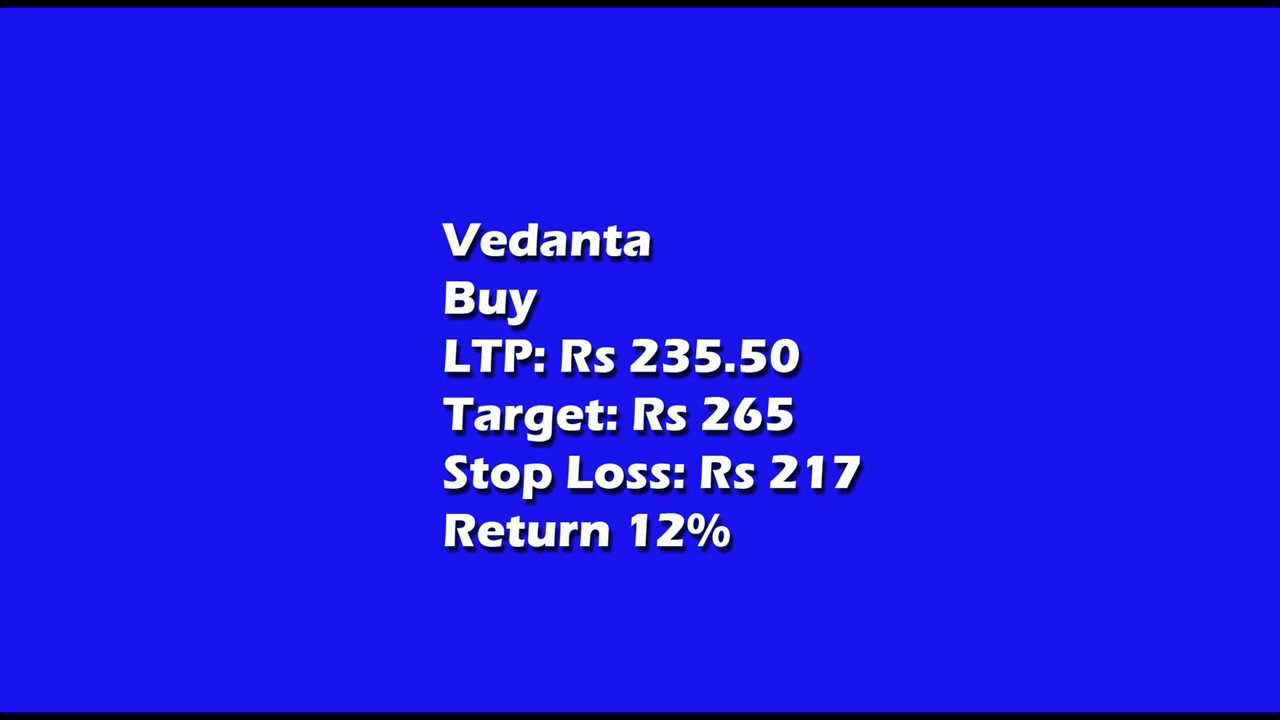 Vedanta
Buy
LTP: Rs 235.50
Target: Rs 265
Stop Loss: Rs 217
Return 12%